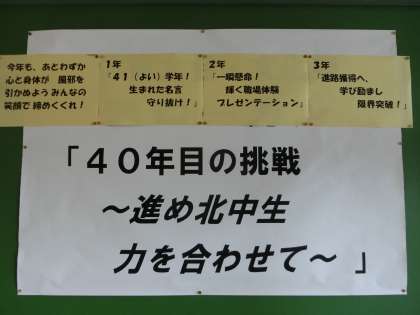 今年も、あとわずか
心と身体が　風邪を
引かぬよう みんなの
笑顔で 締めくくれ！
1年
「４１（よい）学年！
生まれた名言
守り抜け！」
2年
「一瞬懸命！
輝く職場体験
プレゼンテーション」
3年
「進路獲得へ、
学び励まし
限界突破！」
「４０年目の挑戦
～進め北中生
力を合わせて～　」